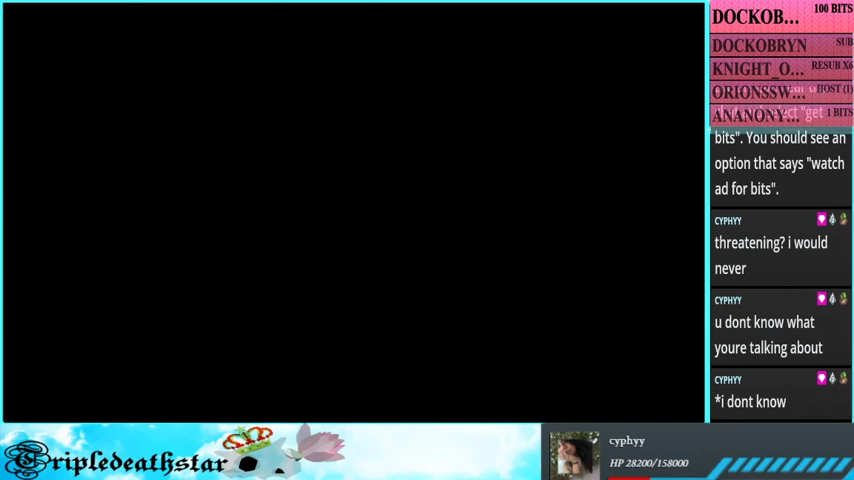 DOCKOB... 100 BITS
DOCKOBRYN SUB
KNIGHT_O... RESUB X6
ORIONSSW... HOST (1)
ANANONY... 1 BITS
"get
bits". You should see an
option that says "watch
ad for bits".
CYPHYY
threatening? i would
never
CYPHYY
u dont know what
youre talking about
CYPHYY
*i dont know
Tripledeathstar
cyphyy
HP 28200/158000